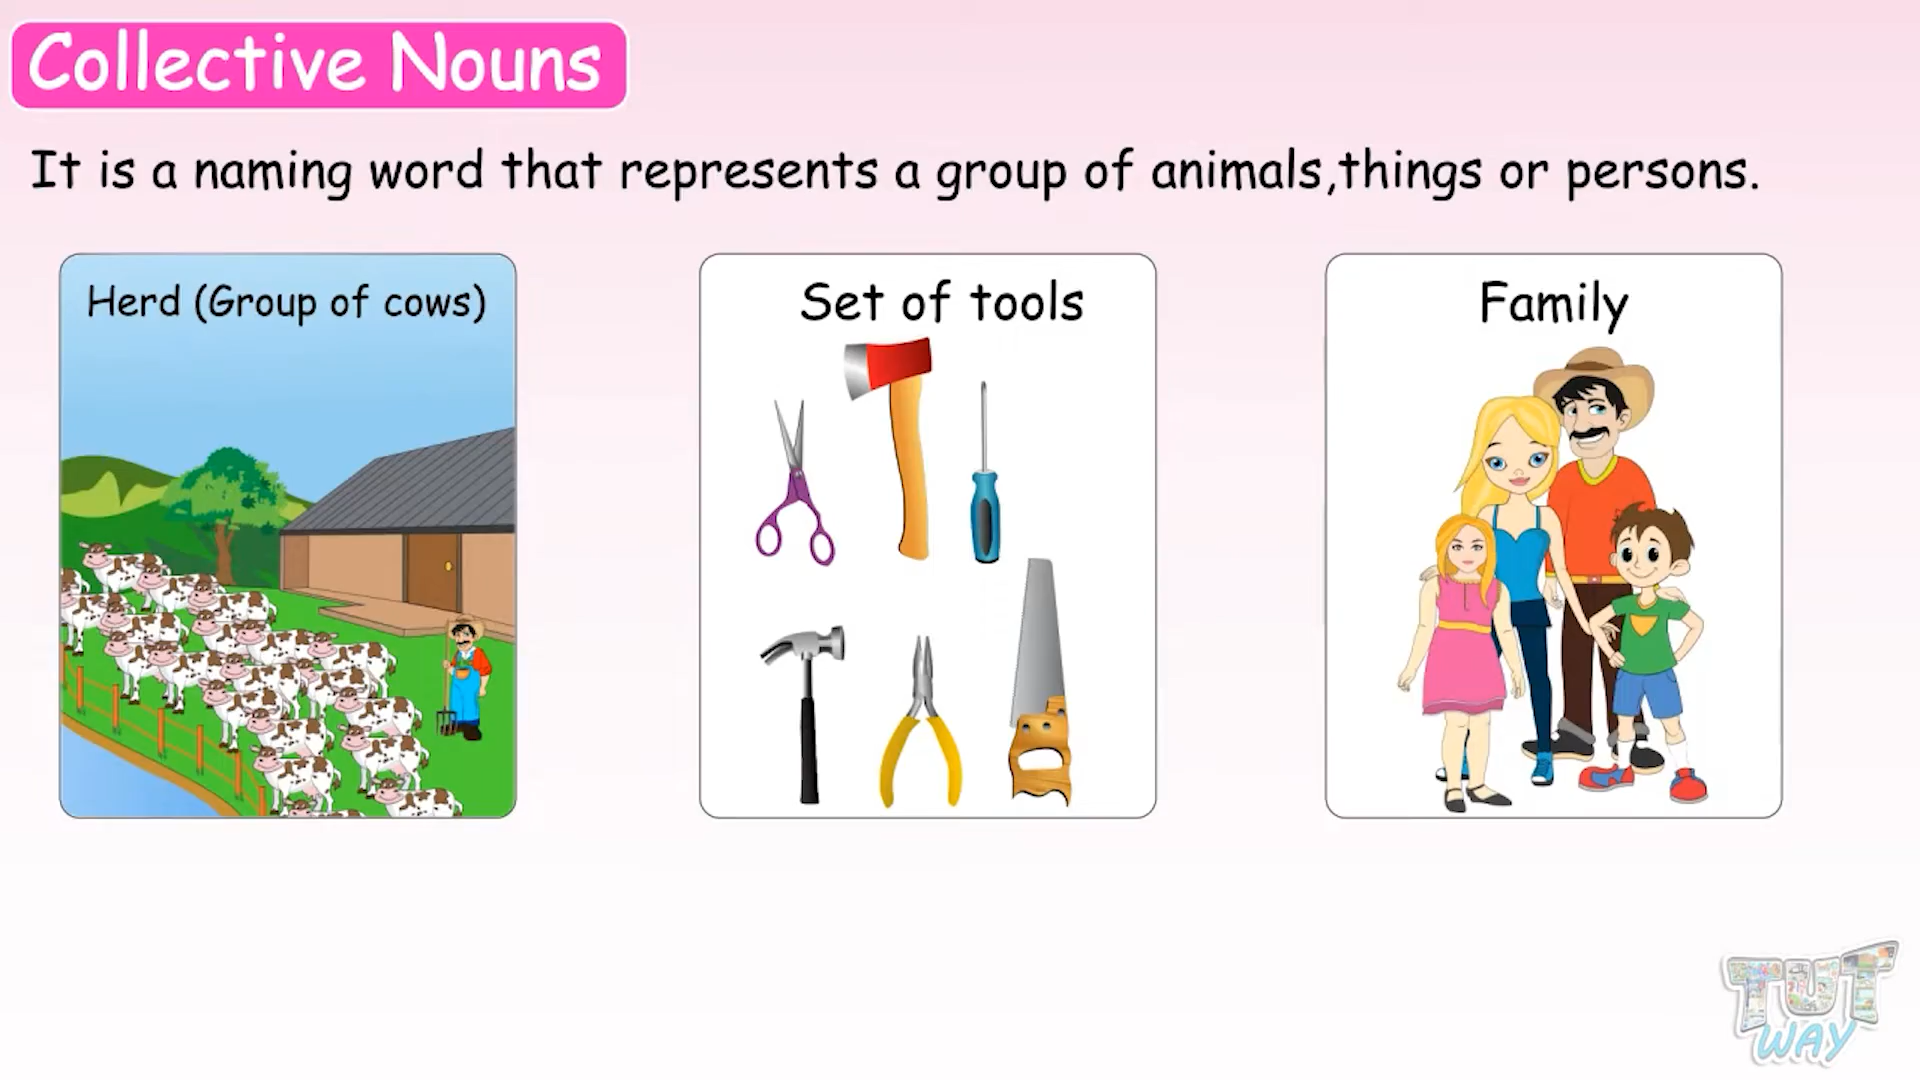 Collective Nouns
It is a naming word that represents a group of animals,things or persons.
Herd (Group of cows)
Set of tools
Family
TUT
WAY